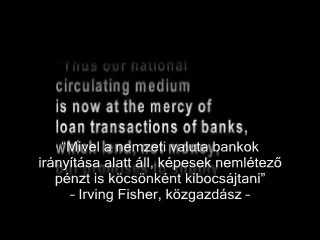 Thus our national
circulating medium
is now at the mercy of
loan transactions of banks,
“Mivel a nemzeti valuta bankok
irányítása alatt áll, képesek nemlétező
pénzt is köcsönként kibocsájtani”
- Irving Fisher, közgazdász -